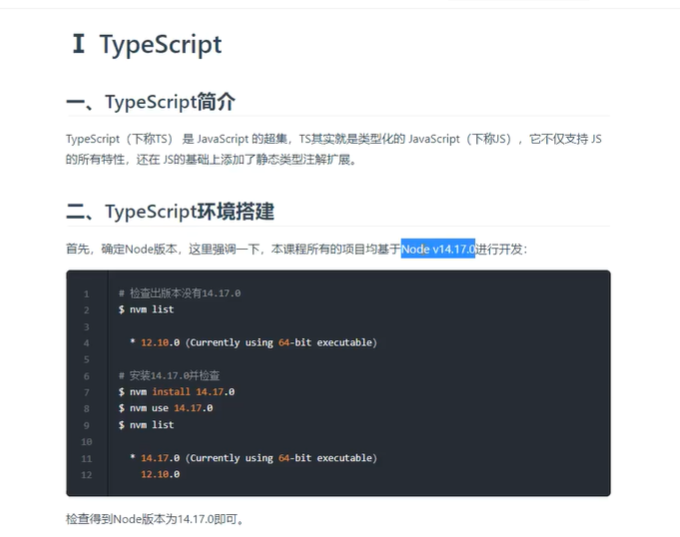 I TypeScript
一、TypeScript简介
TypeScript（下称TS） 是 JavaScript 的超集，TS其实就是类型化的 JavaScript（下称JS），它不仅支持 JS
的所有特性，还在 JS的基础上添加了静态类型注解扩展。
二、TypeScript环境搭建
首先，确定Node版本，这里强调一下，本课程所有的项目均基于Node v14.17.0进行开发：
1 # 检查出版本没有14.17.0
2 $ nvm list
3
4 * 12.10.0 (Currently using 64-bit executable)
5
6 # 安装14.17.0并检查
7 $ nvm install 14.17.0
8 $ nvm use 14.17.0
9 $ nvm list
10
11 * 14.17.0 (Currently using 64-bit executable)
12 12.10.0
检查得到Node版本为14.17.0即可。